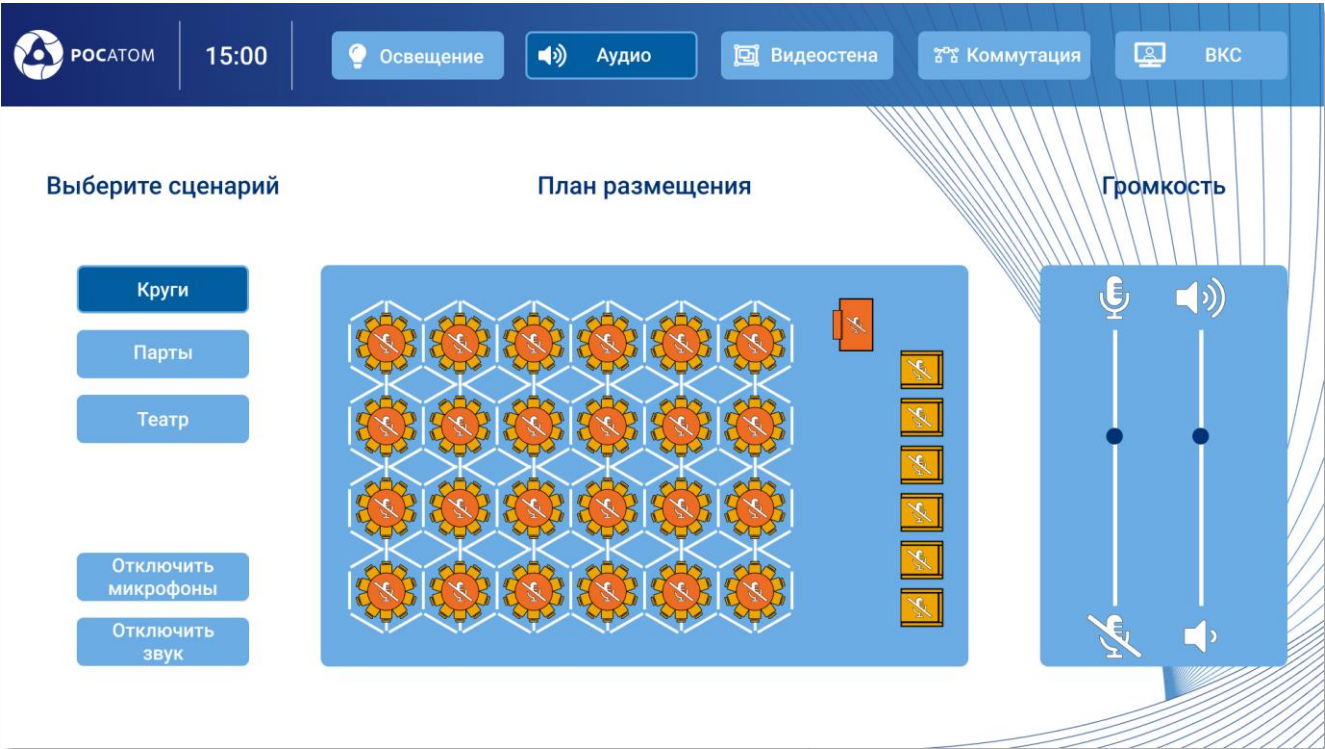 РОСАТОМ
15:00
Освещение
Аудио
Видеостена
Коммутация
ВКС
Выберите сценарий
План размещения
Громкость
Круги
Парты
Театр
Отключить
микрофоны
Отключить
звук